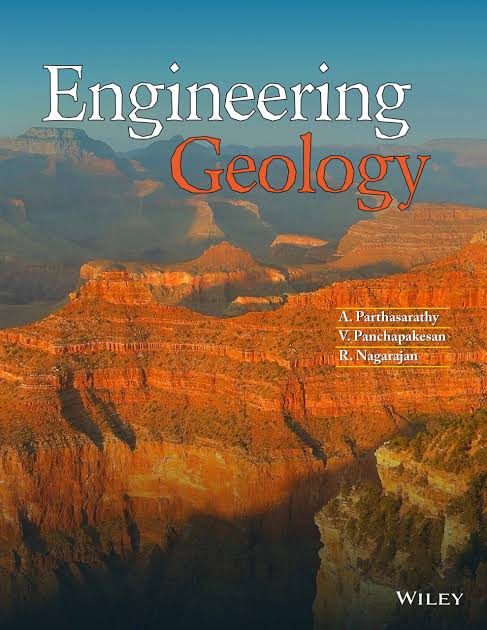 Engineering
Geology
A. Parthasarathy
V. Panchapakesan
R. Nagarajan
WILEY